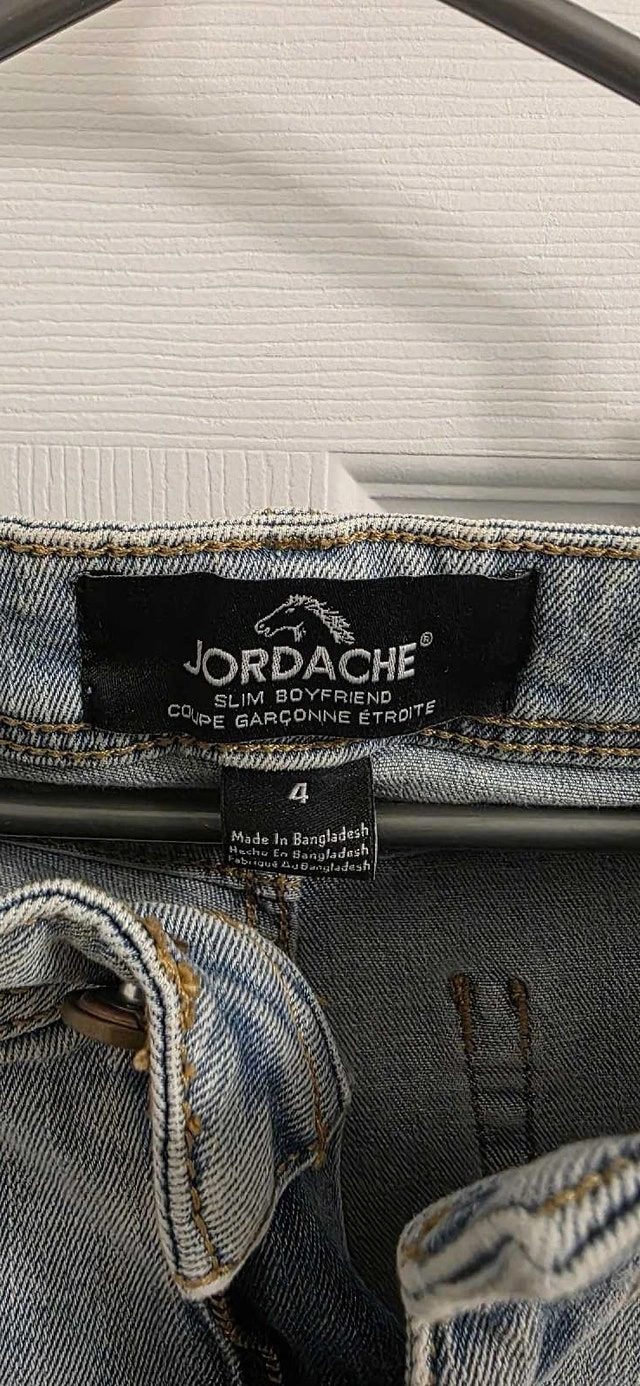 JORDACHE®
SLIM BOYFRIEND
COUPE GARÇONNE ÉTROITE
4
Made In Bangladesh
Hecho En Bangladesh
Fabriqué Au Bangladesh